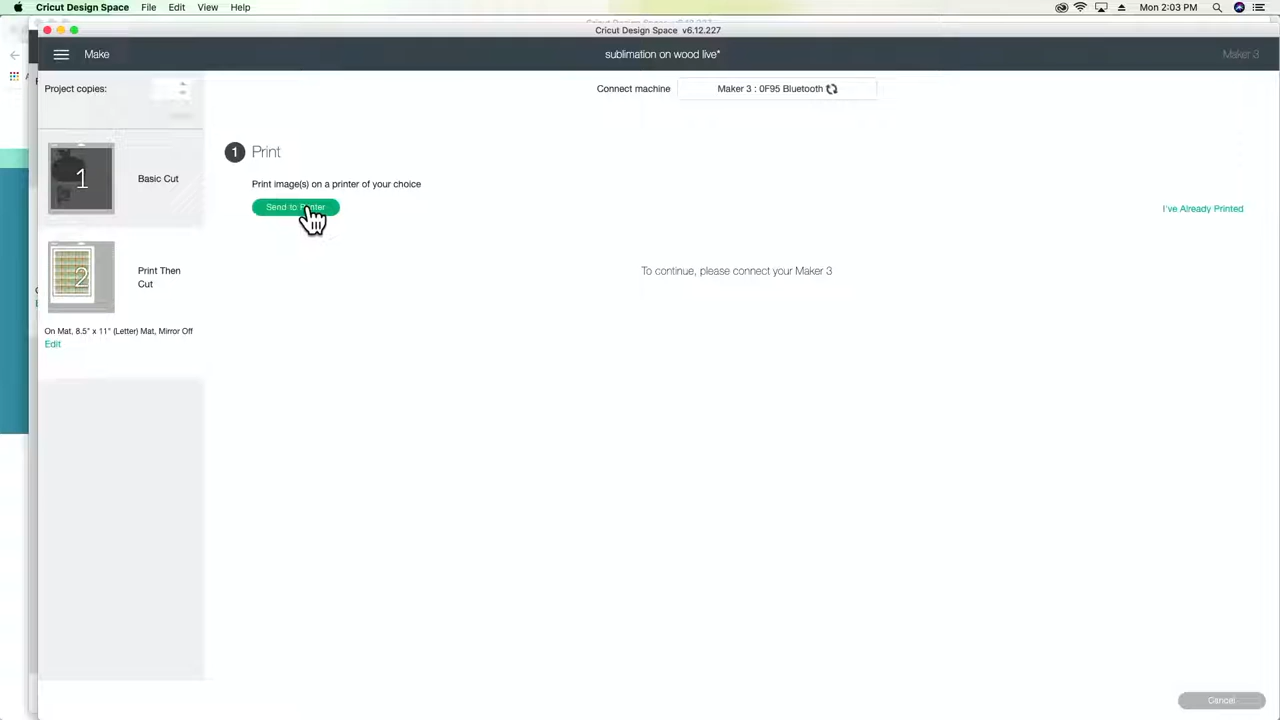 Cricut Design Space File Edit View Help Mon 2:03 PM
Cricut Design Space v6.12.227
Make sublimation on wood live* Maker 3
Project copies: Connect machine Maker 3 : 0F95 Bluetooth
1 Print
1 Basic Cut
Print image(s) on a printer of your choice
Send to Printer I've Already Printed
2 Print Then
Cut
To continue, please connect your Maker 3
On Mat, 8.5" x 11" (Letter) Mat, Mirror Off
Edit
Cancel